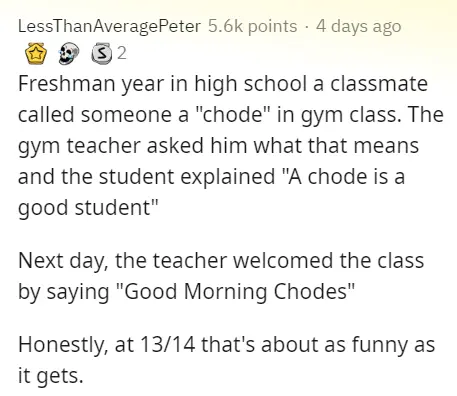 LessThanAveragePeter 5.6k points · 4 days ago
S 2
Freshman year in high school a classmate
called someone a "chode" in gym class. The
gym teacher asked him what that means
and the student explained "A chode is a
good student"
Next day, the teacher welcomed the class
by saying "Good Morning Chodes"
Honestly, at 13/14 that's about as funny as
it gets.